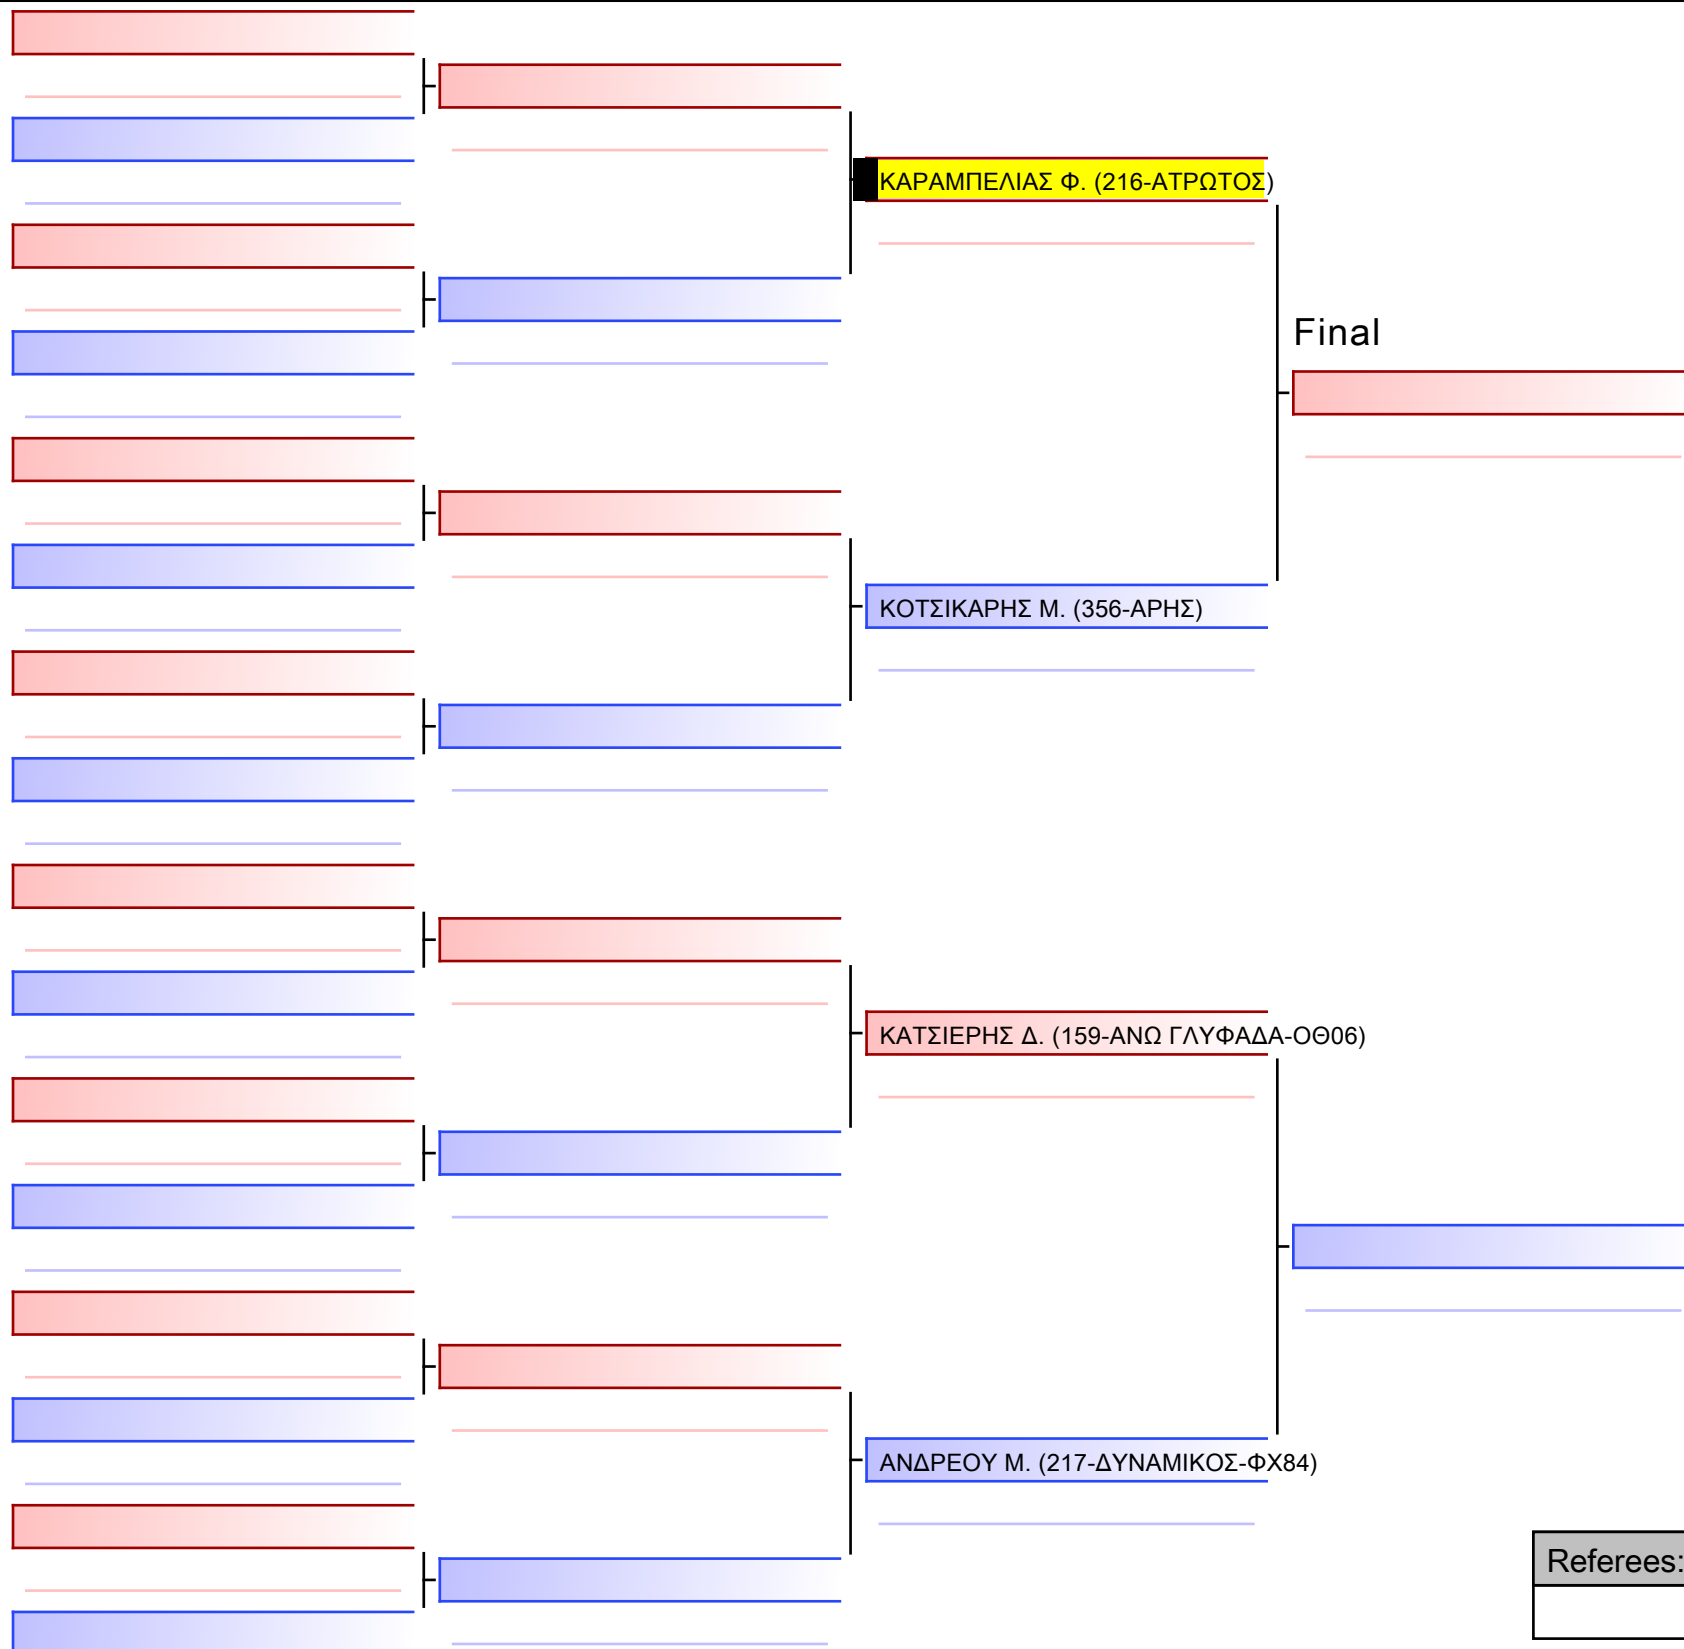 ΚΑΡΑΜΠΕΛΙΑΣ Φ. (216-ΑΤΡΩΤΟΣ)
Final
ΚΟΤΣΙΚΑΡΗΣ Μ. (356-ΑΡΗΣ)
ΚΑΤΣΙΕΡΗΣ Δ. (159-ΑΝΩ ΓΛΥΦΑΔΑ-ΟΘ06)
ΑΝΔΡΕΟΥ Μ. (217-ΔΥΝΑΜΙΚΟΣ-ΦΧ84)
Referees: